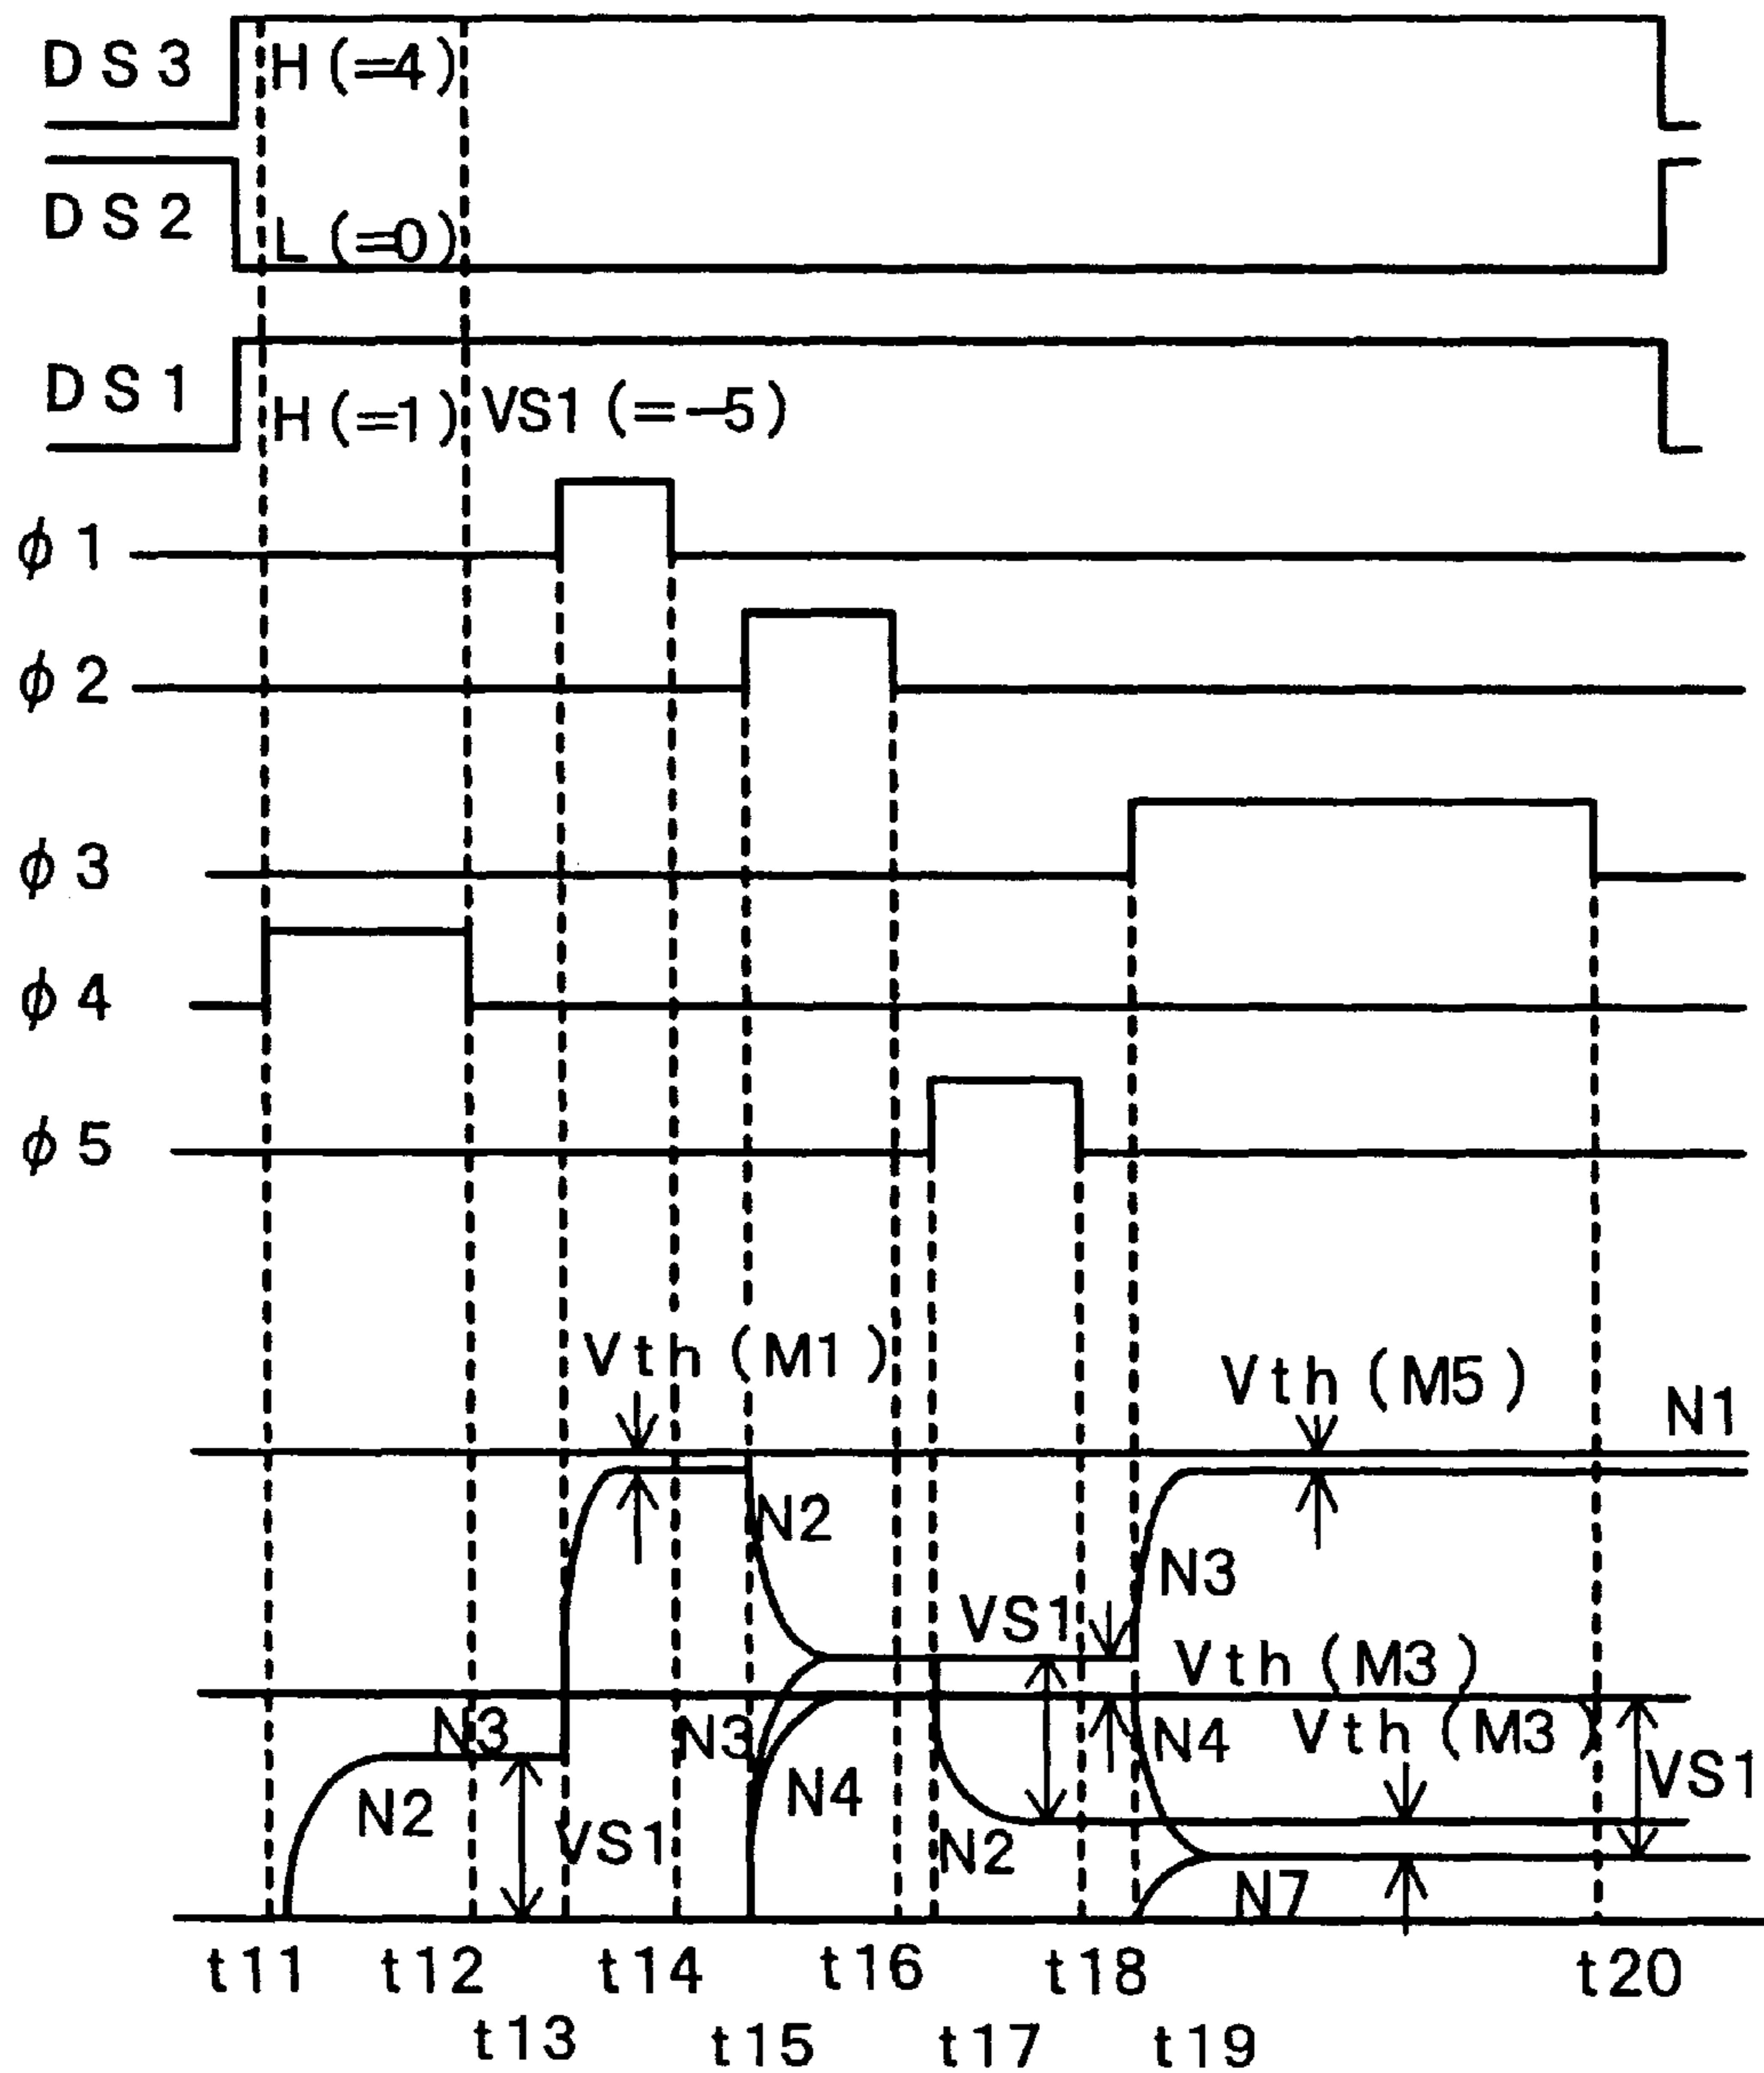 DS3
H(=4)
DS2
L(=0)
DS1
H(=1) VS1(=-5)
φ1
φ2
φ3
φ4
φ5
Vth(M1)
Vth(M5)
N1
N2
N3
VS1
Vth(M3)
N3
N3
N4
Vth(M3)
N2
N4
VS1
VS1
N2
N7
t11 t12 t14 t16 t18 t20
t13 t15 t17 t19